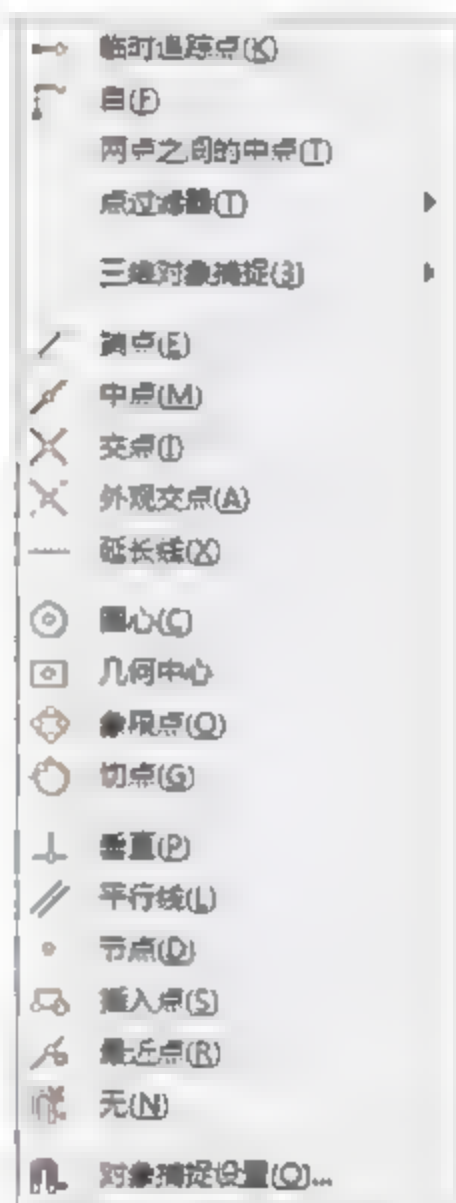 临时追踪点(K)
自(F)
两点之间的中点(T)
点过滤器(T)
三维对象捕捉(3)
端点(E)
中点(M)
交点(I)
外观交点(A)
延长线(X)
圆心(C)
几何中心
象限点(Q)
切点(G)
垂直(P)
平行线(L)
节点(D)
插入点(S)
最近点(R)
无(N)
对象捕捉设置(O)...